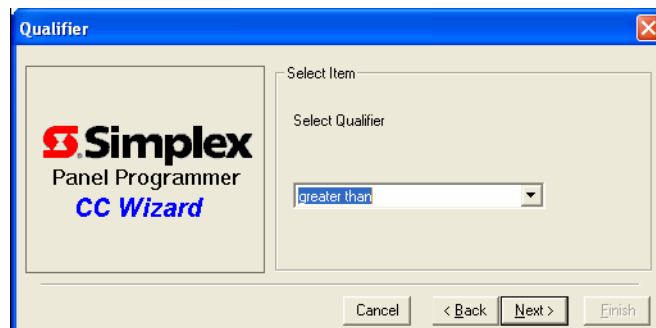 Qualifier
Select Item
Select Qualifier
Simplex
Panel Programmer
CC Wizard
greater than
Cancel
< Back
Next >
Finish